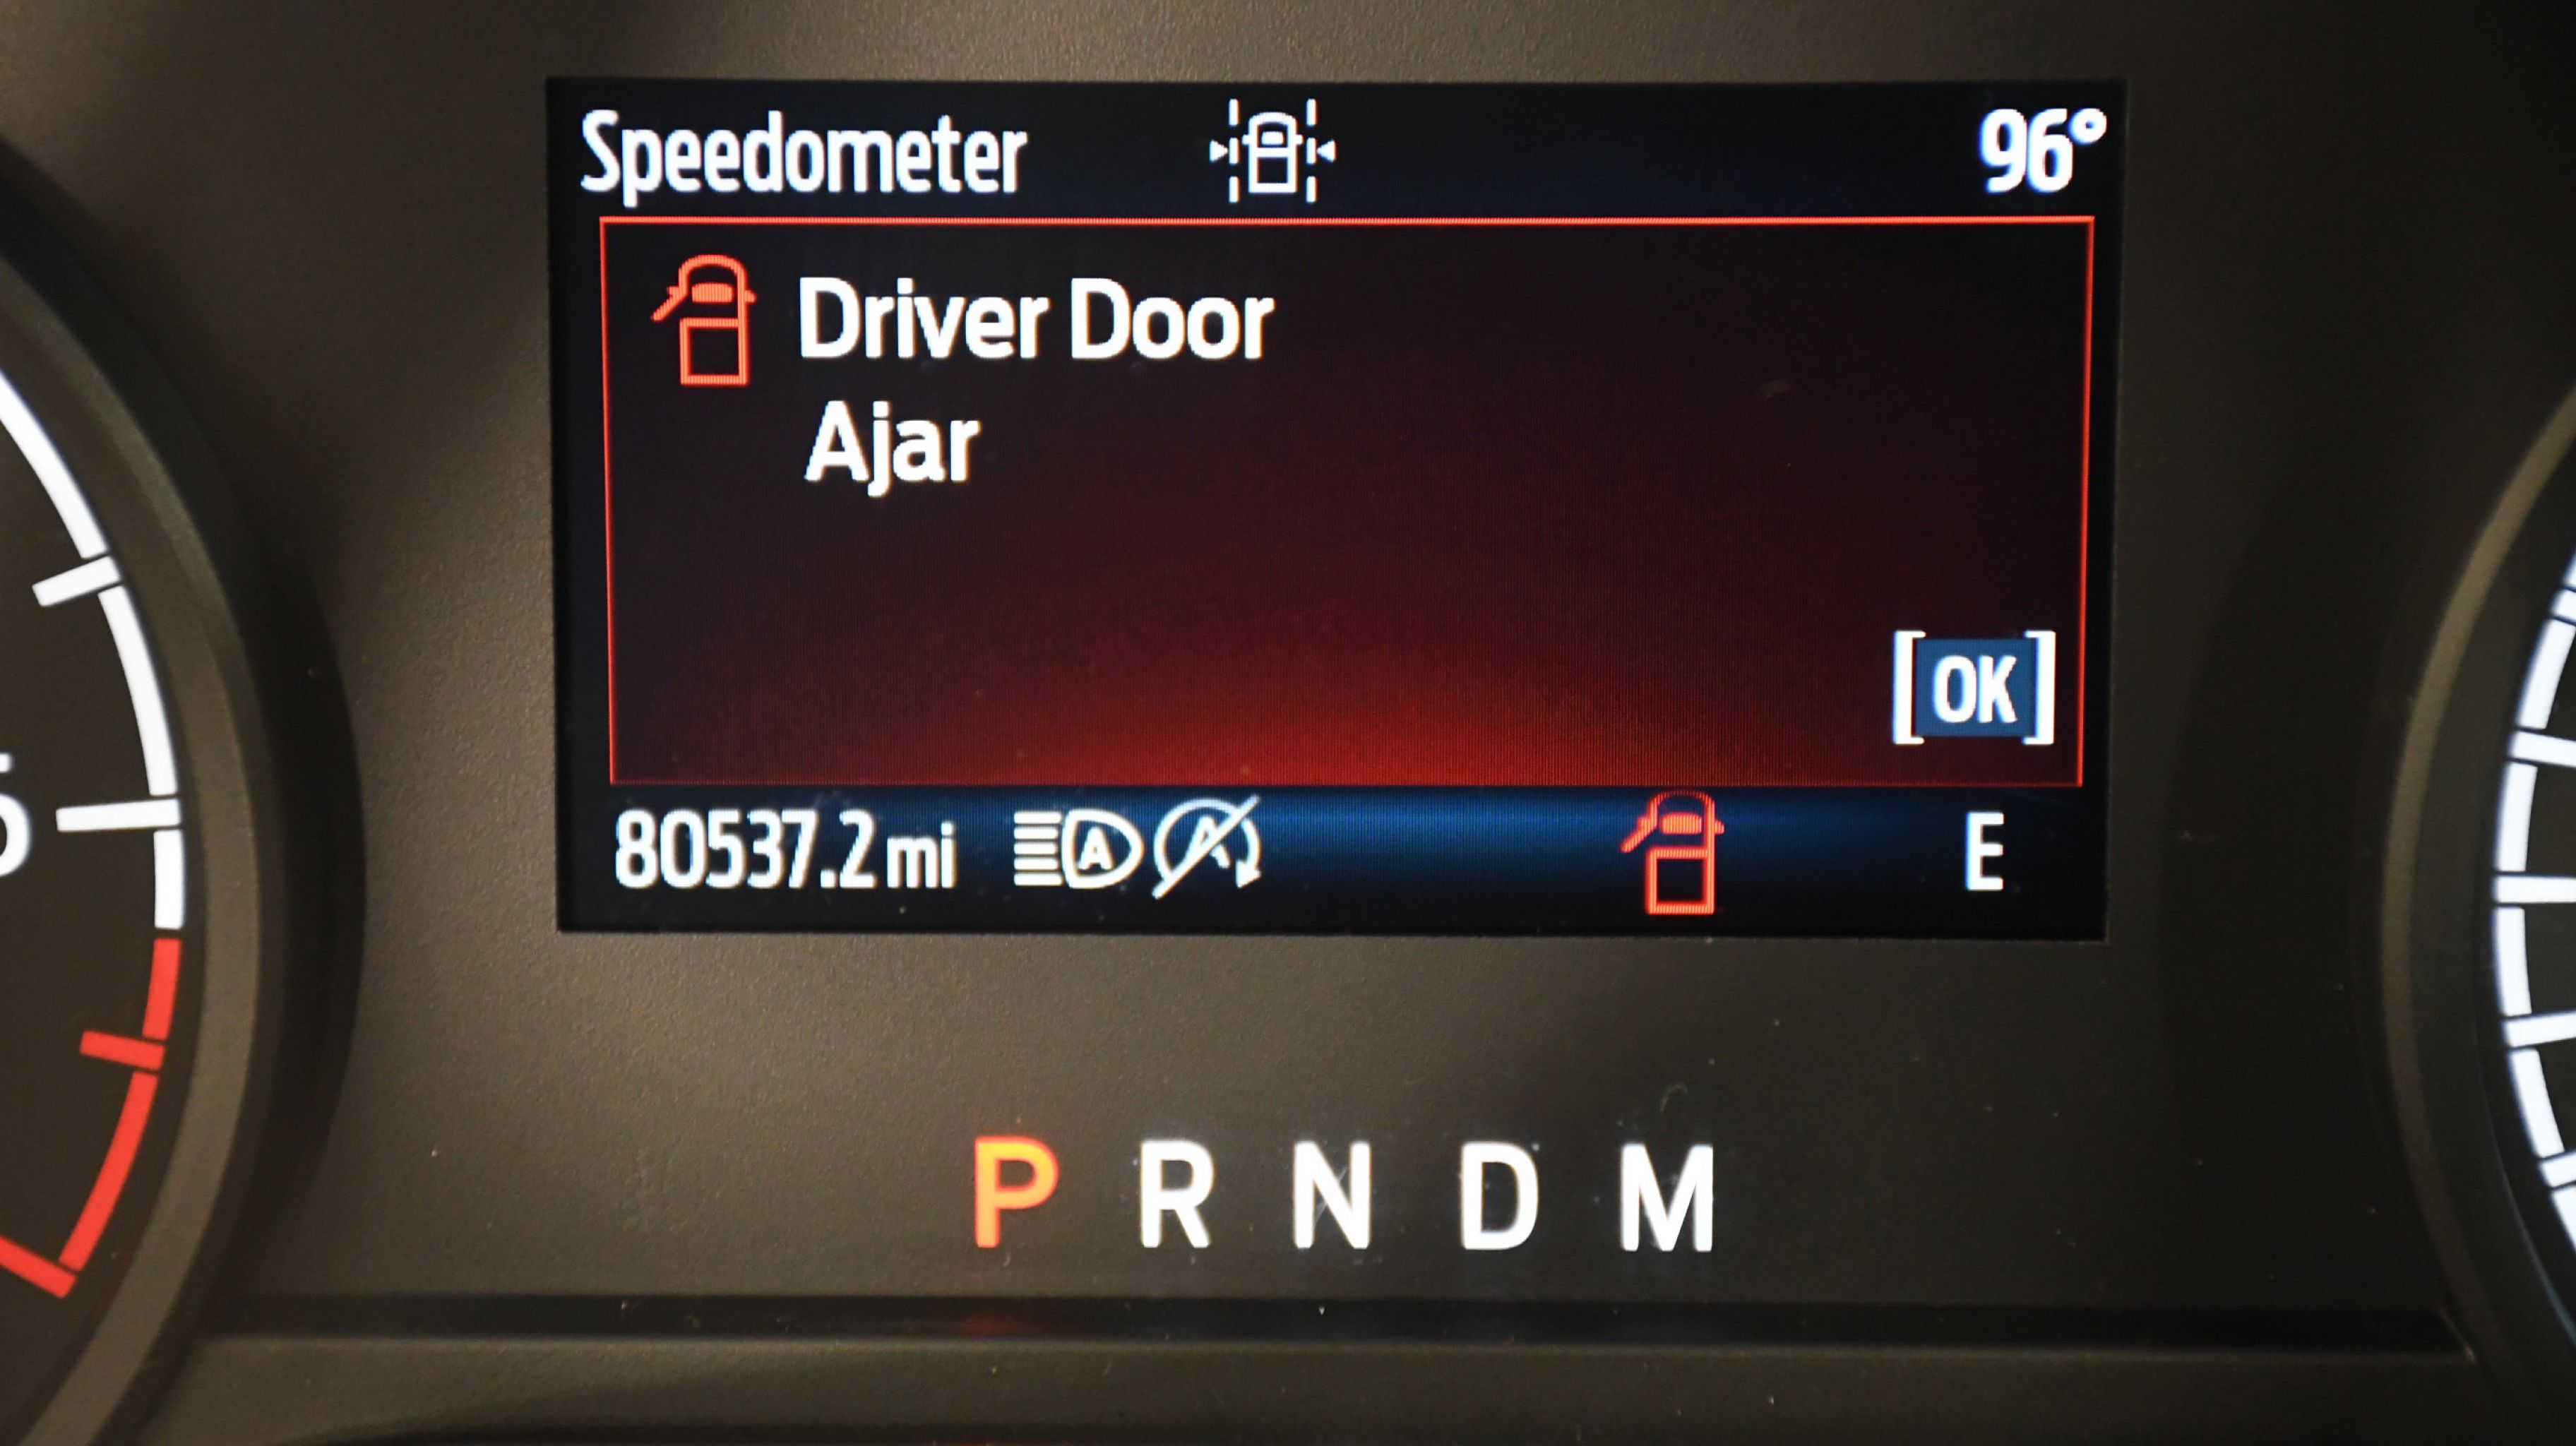 Speedometer 96°
Driver Door
Ajar
[OK]
80537.2 mi A A E
P R N D M